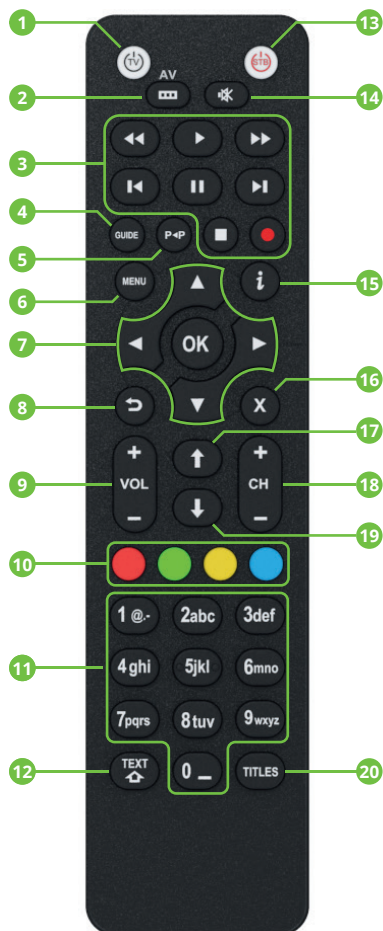 1
13
TV
STB
AV
2
14
3
4
GUIDE
P◂P
5
6
MENU
i
15
7
OK
8
X
16
17
+
+
9
VOL
CH
18
−
−
19
10
1 @.- 2abc 3def
11
4 ghi 5jkl 6mno
7pqrs 8tuv 9wxyz
12
TEXT
0 _
TITLES
20